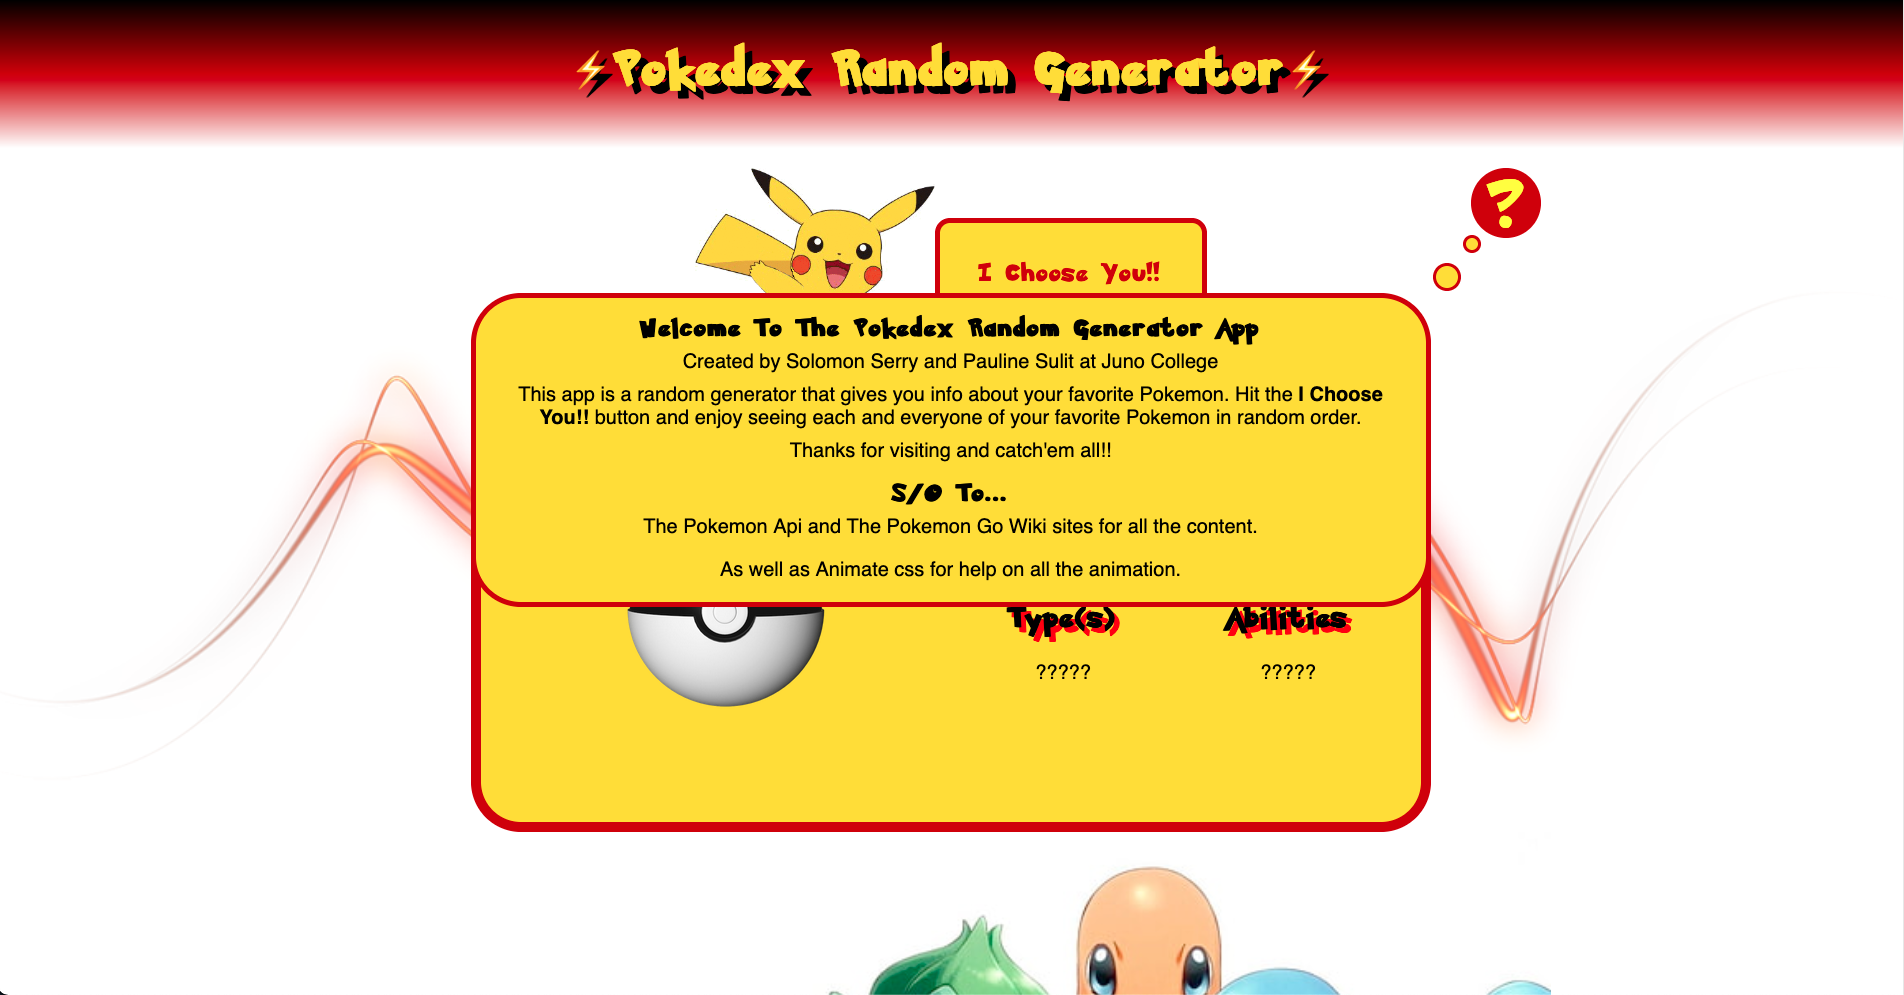 ⚡Pokedex Random Generator⚡
?
I Choose You!!
Welcome To The Pokedex Random Generator App
Created by Solomon Serry and Pauline Sulit at Juno College
This app is a random generator that gives you info about your favorite Pokemon. Hit the I Choose
You!! button and enjoy seeing each and everyone of your favorite Pokemon in random order.
Thanks for visiting and catch'em all!!
S/O To...
The Pokemon Api and The Pokemon Go Wiki sites for all the content.
As well as Animate css for help on all the animation.
Type(s) Abilities
????? ?????